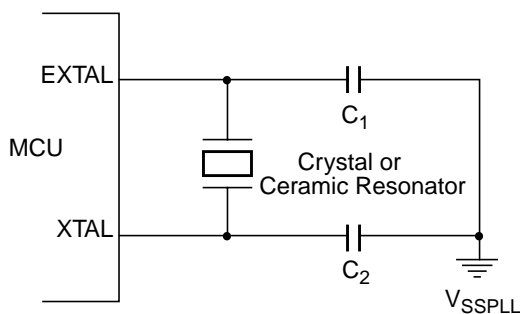 EXTAL
C1
MCU
Crystal or
Ceramic Resonator
XTAL
C2
VSSPLL